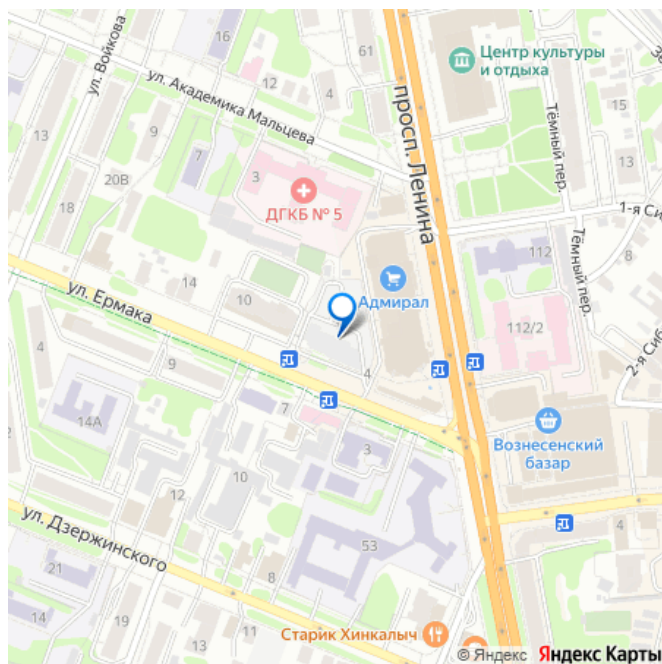 16
61
Центр культуры
и отдыха
ул. Войкова
ул. Академика Мальцева
12
4
просп. Ленина
Тёмный пер.
15
13
9
7
3
13
20В
18
ДГКБ № 5
1-я Си
112
8
Адмирал
14
10
ул. Ермака
112/2
Тёмный пер.
2-я Сиб
4
9
4
14А
7
3
10
12
Вознесенский
базар
ул. Дзержинского
53
4
8
14
21
19
Старик Хинкалыч
© Яндекс Яндекс Карты